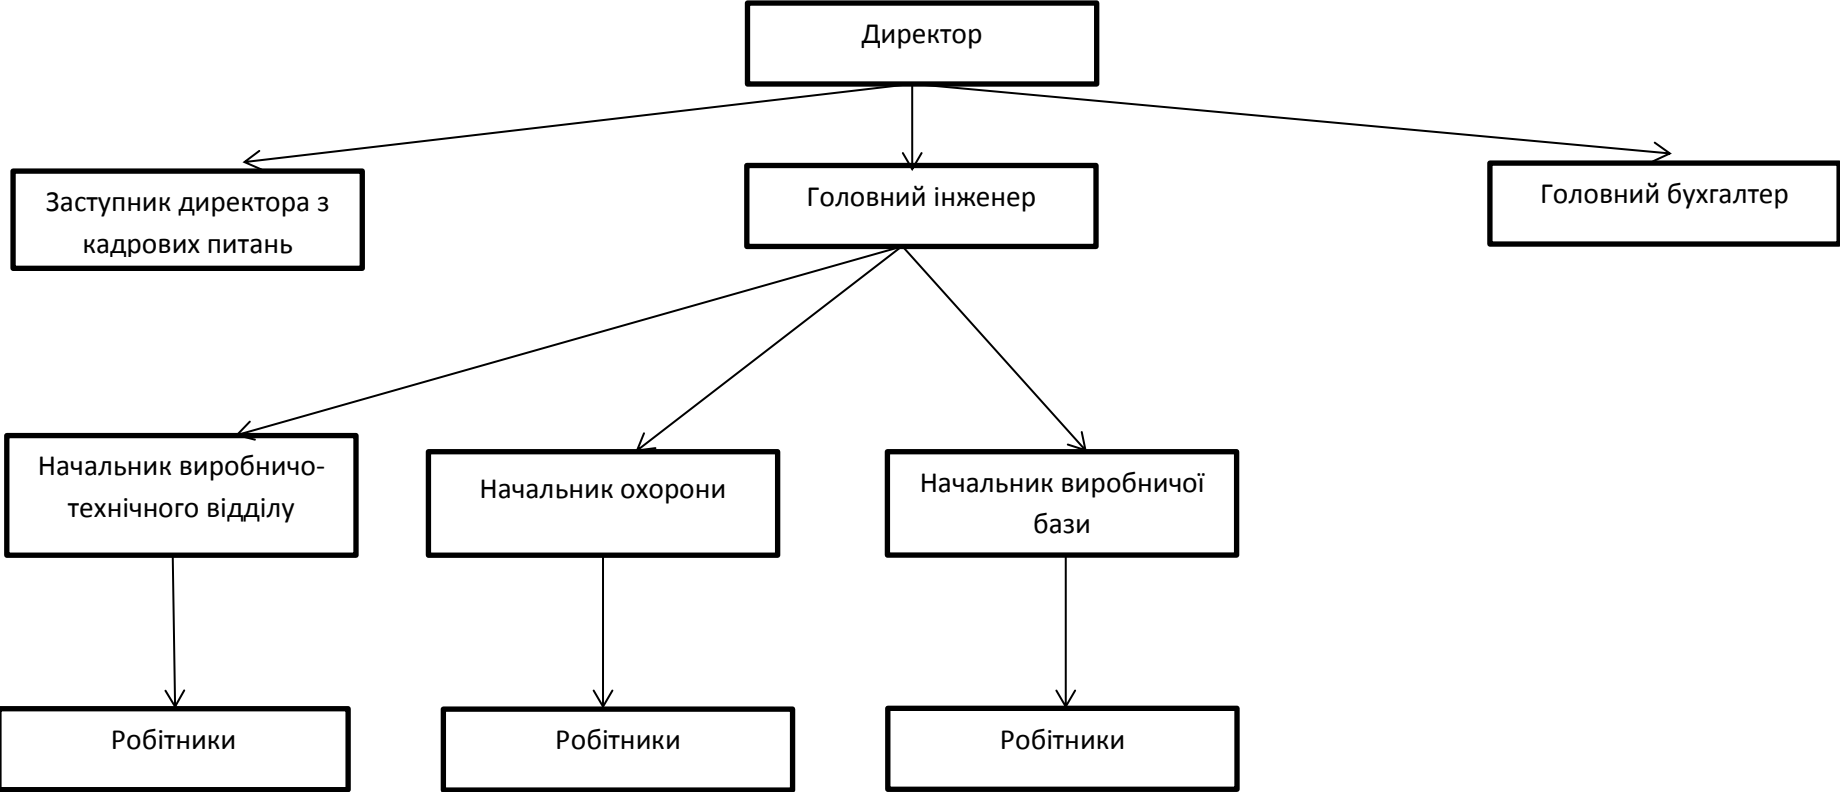 Директор
Заступник директора з
кадрових питань
Головний інженер
Головний бухгалтер
Начальник виробничо-
технічного відділу
Начальник охорони
Начальник виробничої
бази
Робітники
Робітники
Робітники